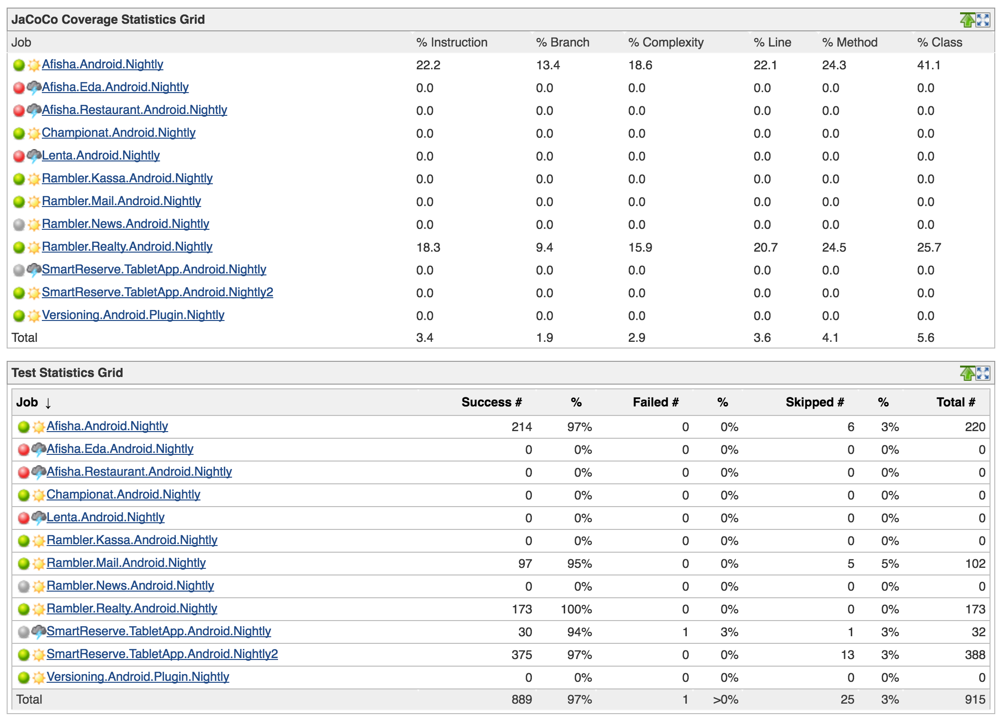 JaCoCo Coverage Statistics Grid
Job % Instruction % Branch % Complexity % Line % Method % Class
Afisha.Android.Nightly 22.2 13.4 18.6 22.1 24.3 41.1
Afisha.Eda.Android.Nightly 0.0 0.0 0.0 0.0 0.0 0.0
Afisha.Restaurant.Android.Nightly 0.0 0.0 0.0 0.0 0.0 0.0
Championat.Android.Nightly 0.0 0.0 0.0 0.0 0.0 0.0
Lenta.Android.Nightly 0.0 0.0 0.0 0.0 0.0 0.0
Rambler.Kassa.Android.Nightly 0.0 0.0 0.0 0.0 0.0 0.0
Rambler.Mail.Android.Nightly 0.0 0.0 0.0 0.0 0.0 0.0
Rambler.News.Android.Nightly 0.0 0.0 0.0 0.0 0.0 0.0
Rambler.Realty.Android.Nightly 18.3 9.4 15.9 20.7 24.5 25.7
SmartReserve.TabletApp.Android.Nightly 0.0 0.0 0.0 0.0 0.0 0.0
SmartReserve.TabletApp.Android.Nightly2 0.0 0.0 0.0 0.0 0.0 0.0
Versioning.Android.Plugin.Nightly 0.0 0.0 0.0 0.0 0.0 0.0
Total 3.4 1.9 2.9 3.6 4.1 5.6
Test Statistics Grid
Job ↓ Success # % Failed # % Skipped # % Total #
Afisha.Android.Nightly 214 97% 0 0% 6 3% 220
Afisha.Eda.Android.Nightly 0 0% 0 0% 0 0% 0
Afisha.Restaurant.Android.Nightly 0 0% 0 0% 0 0% 0
Championat.Android.Nightly 0 0% 0 0% 0 0% 0
Lenta.Android.Nightly 0 0% 0 0% 0 0% 0
Rambler.Kassa.Android.Nightly 0 0% 0 0% 0 0% 0
Rambler.Mail.Android.Nightly 97 95% 0 0% 5 5% 102
Rambler.News.Android.Nightly 0 0% 0 0% 0 0% 0
Rambler.Realty.Android.Nightly 173 100% 0 0% 0 0% 173
SmartReserve.TabletApp.Android.Nightly 30 94% 1 3% 1 3% 32
SmartReserve.TabletApp.Android.Nightly2 375 97% 0 0% 13 3% 388
Versioning.Android.Plugin.Nightly 0 0% 0 0% 0 0% 0
Total 889 97% 1 >0% 25 3% 915